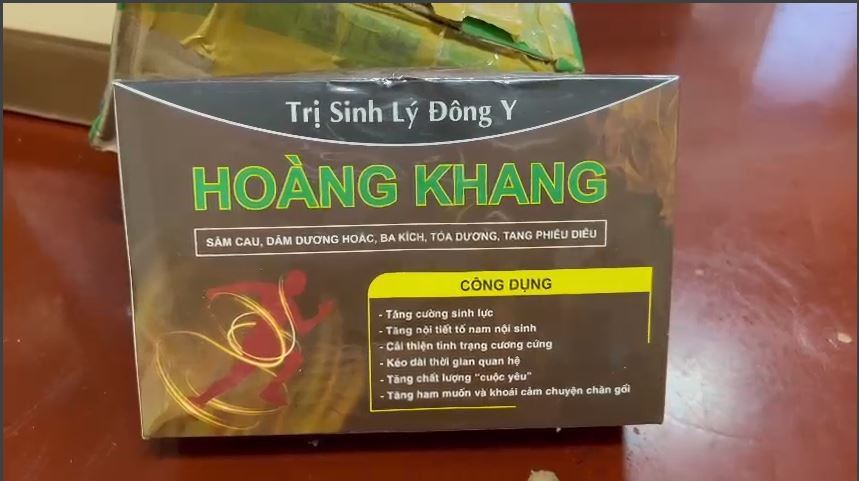 Trị Sinh Lý Đông Y
HOÀNG KHANG
SÂM CAU, DÂM DƯƠNG HOẮC, BA KÍCH, TỎA DƯƠNG, TANG PHIÊU DIÊU
CÔNG DỤNG
- Tăng cường sinh lực
- Tăng nội tiết tố nam nội sinh
- Cải thiện tình trạng cương cứng
- Kéo dài thời gian quan hệ
- Tăng chất lượng "cuộc yêu"
- Tăng ham muốn và khoái cảm chuyện chăn gối